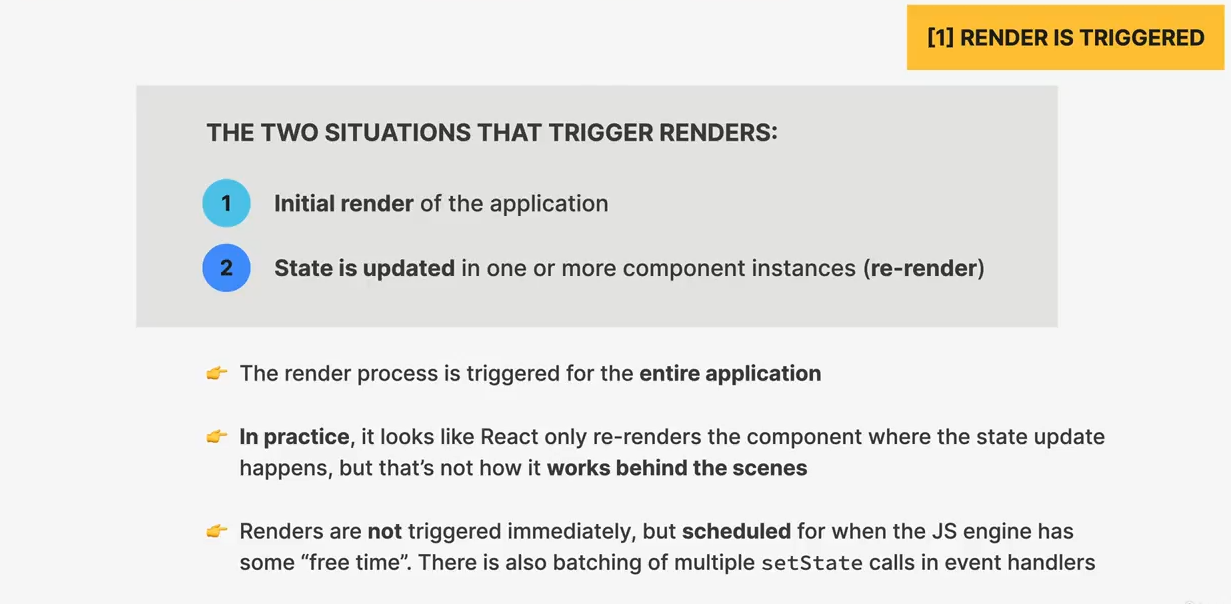 [1] RENDER IS TRIGGERED
THE TWO SITUATIONS THAT TRIGGER RENDERS:
1 Initial render of the application
2 State is updated in one or more component instances (re-render)
👉 The render process is triggered for the entire application
👉 In practice, it looks like React only re-renders the component where the state update
happens, but that’s not how it works behind the scenes
👉 Renders are not triggered immediately, but scheduled for when the JS engine has
some “free time”. There is also batching of multiple setState calls in event handlers